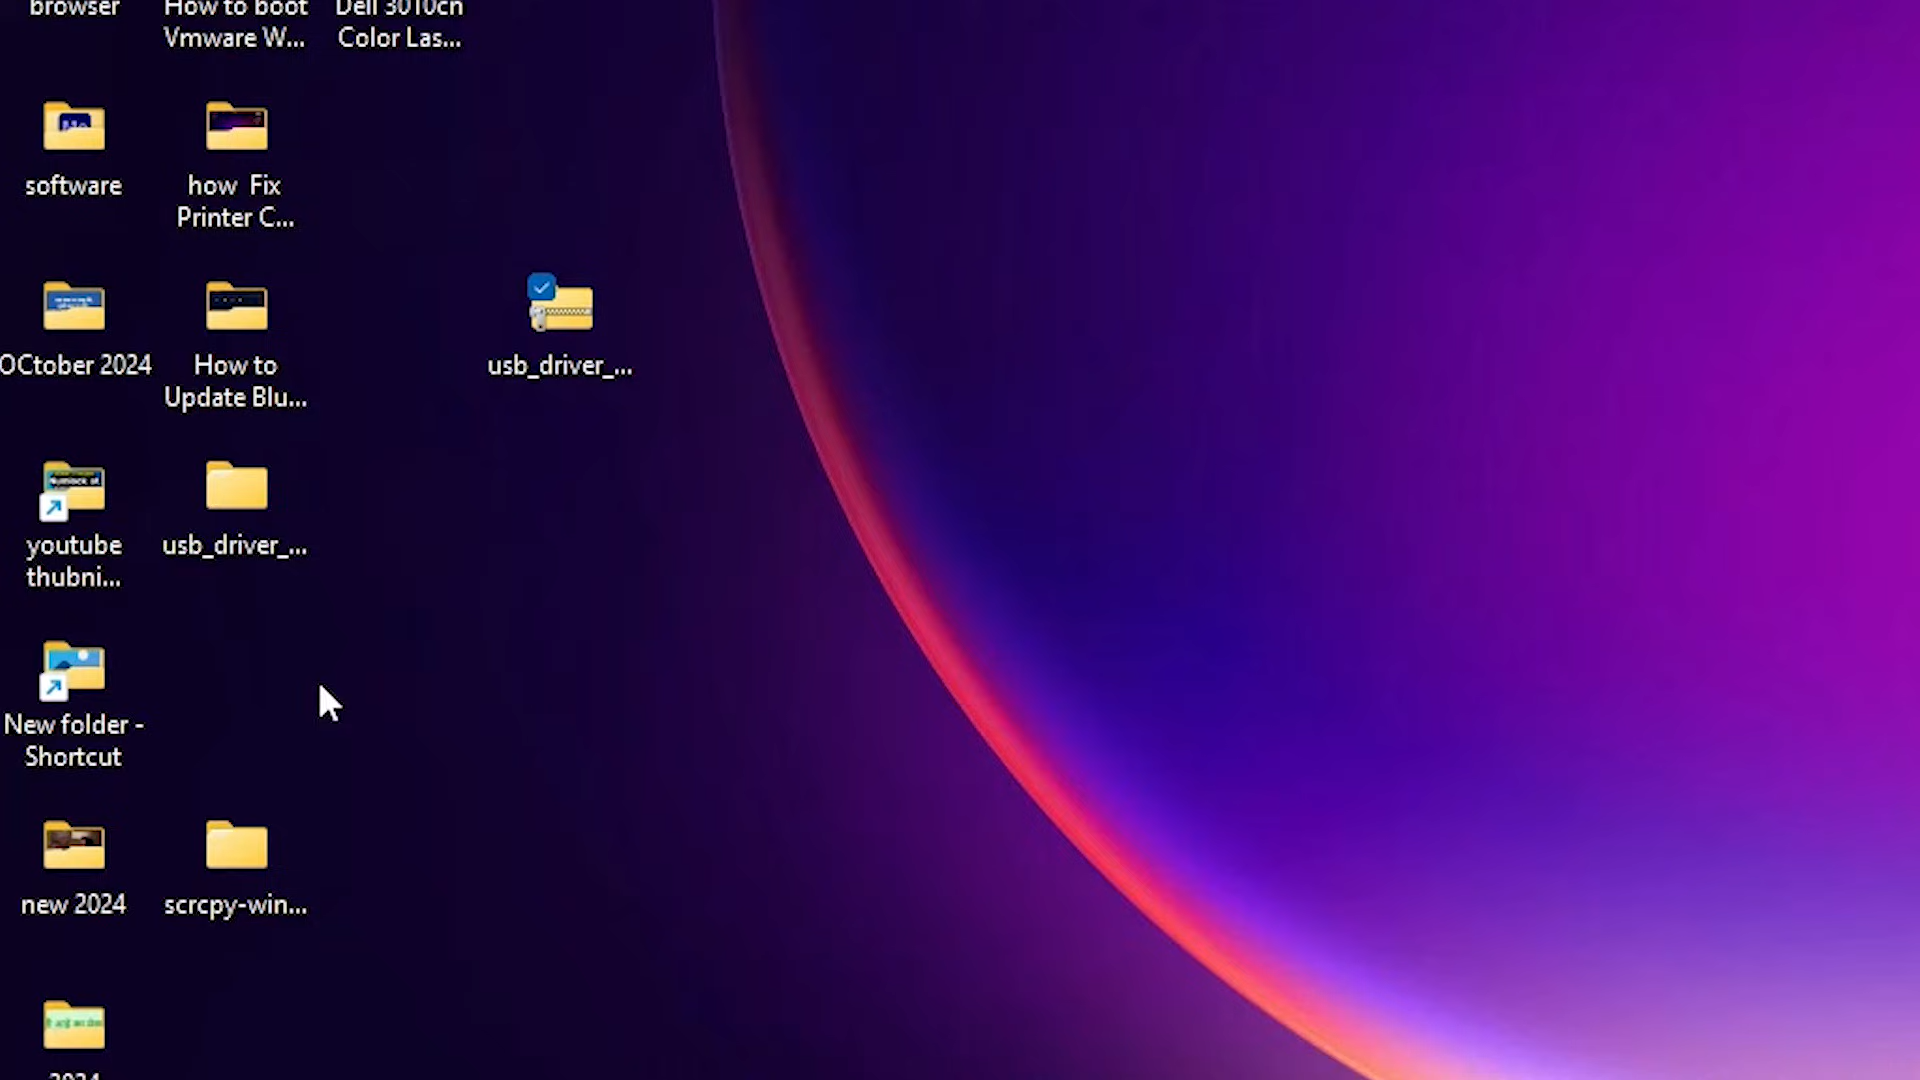 browser
How to boot
Vmware W...
Dell 3010cn
Color Las...
software
how Fix
Printer C...
OCtober 2024
How to
Update Blu...
usb_driver_...
youtube
thubni...
usb_driver_...
New folder -
Shortcut
new 2024
scrcpy-win...
2024